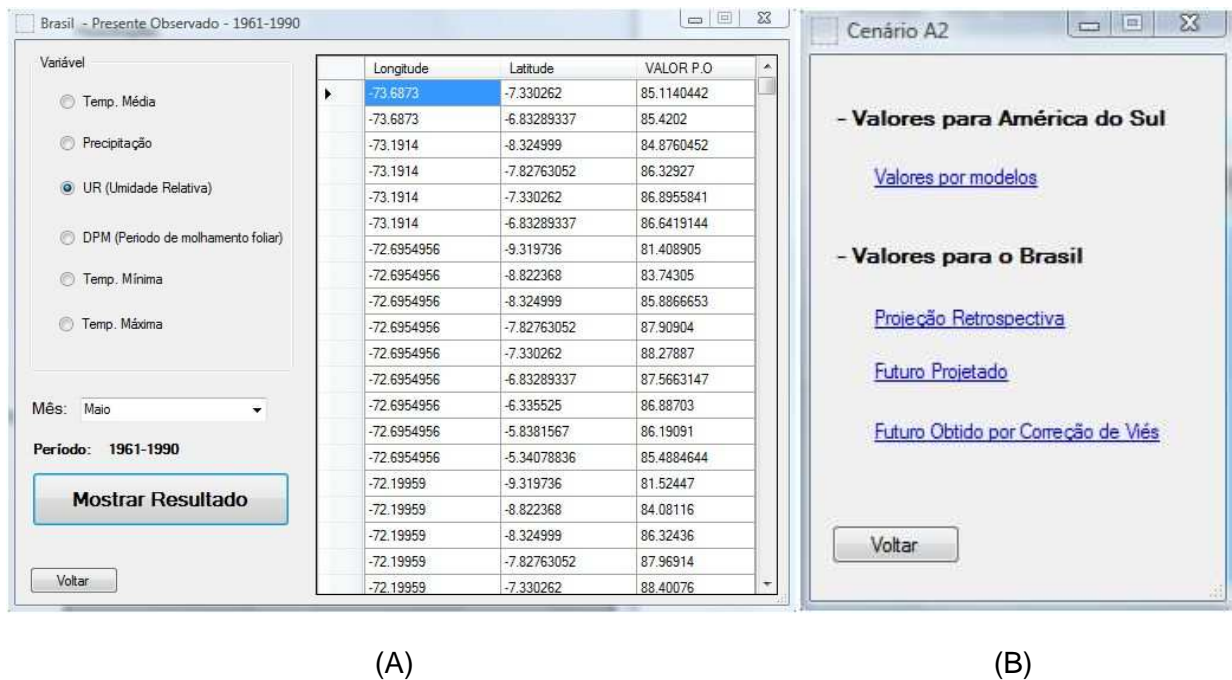 Brasil - Presente Observado - 1961-1990
Variável
Temp. Média
Precipitação
UR (Umidade Relativa)
DPM (Periodo de molhamento foliar)
Temp. Mínima
Temp. Máxima
Mês: Maio
Período: 1961-1990
Mostrar Resultado
Voltar
Longitude Latitude VALOR P.O
-73.6873 -7.330262 85.1140442
-73.6873 -6.83289337 85.4202
-73.1914 -8.324999 84.8760452
-73.1914 -7.82763052 86.32927
-73.1914 -7.330262 86.8955841
-73.1914 -6.83289337 86.6419144
-72.6954956 -9.319736 81.408905
-72.6954956 -8.822368 83.74305
-72.6954956 -8.324999 85.8866653
-72.6954956 -7.82763052 87.90904
-72.6954956 -7.330262 88.27887
-72.6954956 -6.83289337 87.5663147
-72.6954956 -6.335525 86.88703
-72.6954956 -5.8381567 86.19091
-72.6954956 -5.34078836 85.4884644
-72.19959 -9.319736 81.52447
-72.19959 -8.822368 84.08116
-72.19959 -8.324999 86.32436
-72.19959 -7.82763052 87.96914
-72.19959 -7.330262 88.40076
Cenário A2
- Valores para América do Sul
Valores por modelos
- Valores para o Brasil
Projeção Retrospectiva
Futuro Projetado
Futuro Obtido por Correção de Viés
Voltar
(A)
(B)